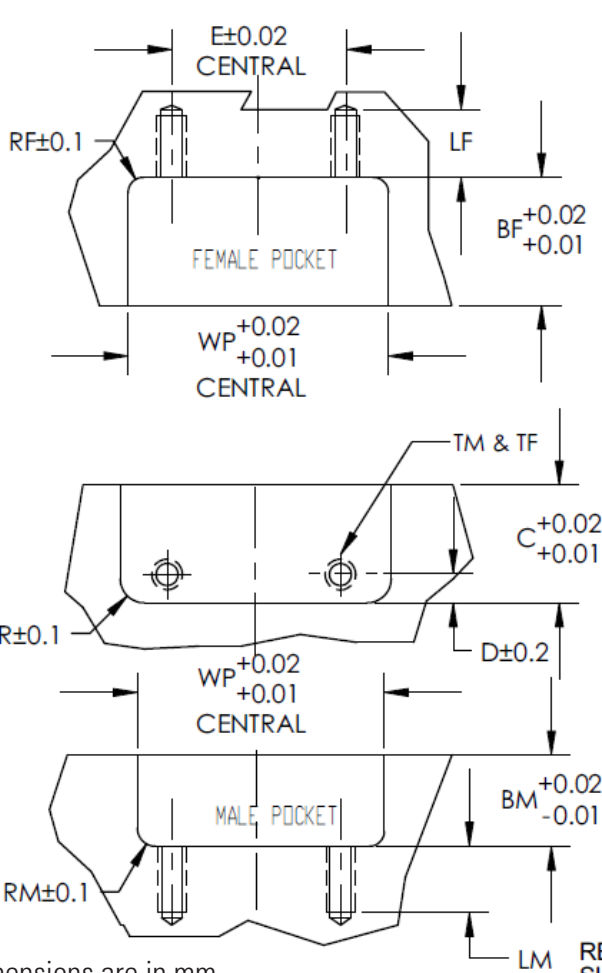 E±0.02
CENTRAL
RF±0.1
LF
BF+0.02
+0.01
FEMALE POCKET
WP+0.02
+0.01
CENTRAL
TM & TF
C+0.02
+0.01
R±0.1
D±0.2
WP+0.02
+0.01
CENTRAL
BM+0.02
-0.01
MALE POCKET
RM±0.1
LM